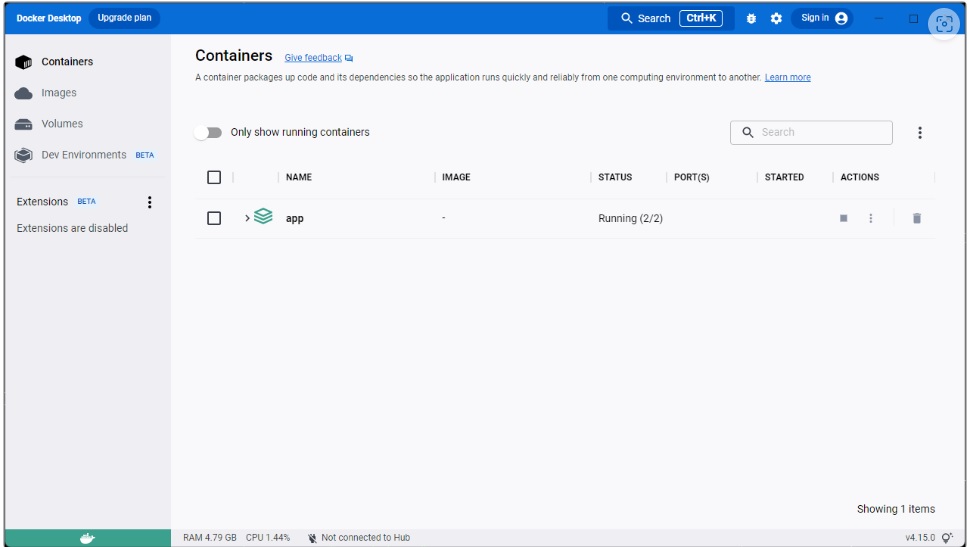 Docker Desktop Upgrade plan Search Ctrl+K Sign in
Containers
Images
Volumes
Dev Environments BETA
Extensions BETA
Extensions are disabled
Containers Give feedback
A container packages up code and its dependencies so the application runs quickly and reliably from one computing environment to another. Learn more
Only show running containers Search
NAME IMAGE STATUS PORT(S) STARTED ACTIONS
app - Running (2/2)
Showing 1 items
RAM 4.79 GB CPU 1.44% Not connected to Hub v4.15.0